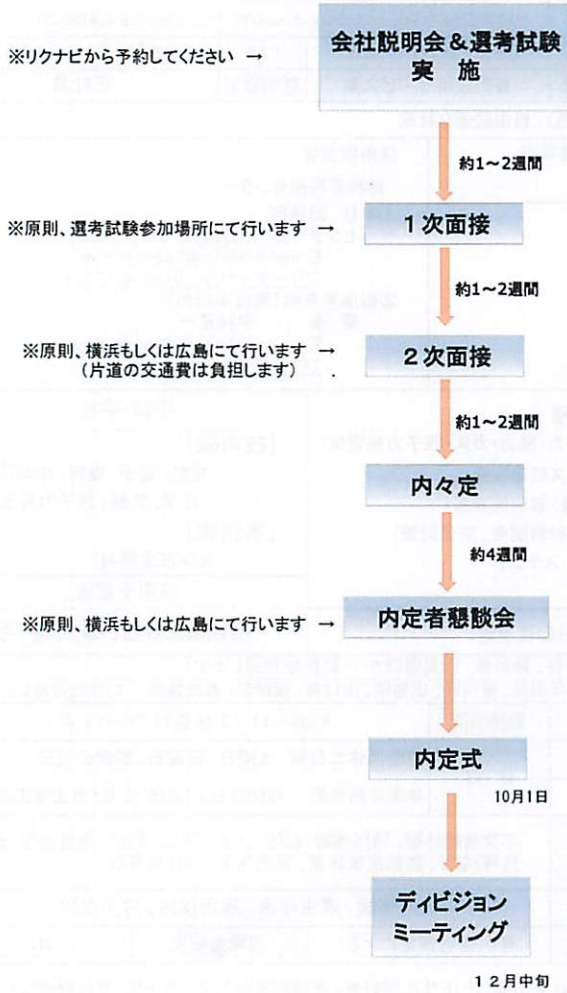 ※リクナビから予約してください →
会社説明会＆選考試験
実 施
約1～2週間
※原則、選考試験参加場所にて行います →
1次面接
約1～2週間
※原則、横浜もしくは広島にて行います →
(片道の交通費は負担します)
2次面接
約1～2週間
内々定
約4週間
※原則、横浜もしくは広島にて行います →
内定者懇談会
内定式
10月1日
ディビジョン
ミーティング
12月中旬